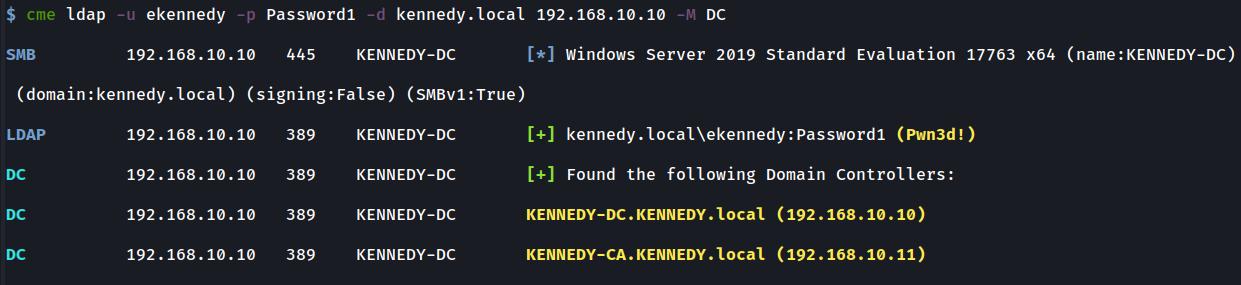 $ cme ldap -u ekennedy -p Password1 -d kennedy.local 192.168.10.10 -M DC
SMB 192.168.10.10 445 KENNEDY-DC [*] Windows Server 2019 Standard Evaluation 17763 x64 (name:KENNEDY-DC)
(domain:kennedy.local) (signing:False) (SMBv1:True)
LDAP 192.168.10.10 389 KENNEDY-DC [+] kennedy.local\ekennedy:Password1 (Pwn3d!)
DC 192.168.10.10 389 KENNEDY-DC [+] Found the following Domain Controllers:
DC 192.168.10.10 389 KENNEDY-DC KENNEDY-DC.KENNEDY.local (192.168.10.10)
DC 192.168.10.10 389 KENNEDY-DC KENNEDY-CA.KENNEDY.local (192.168.10.11)